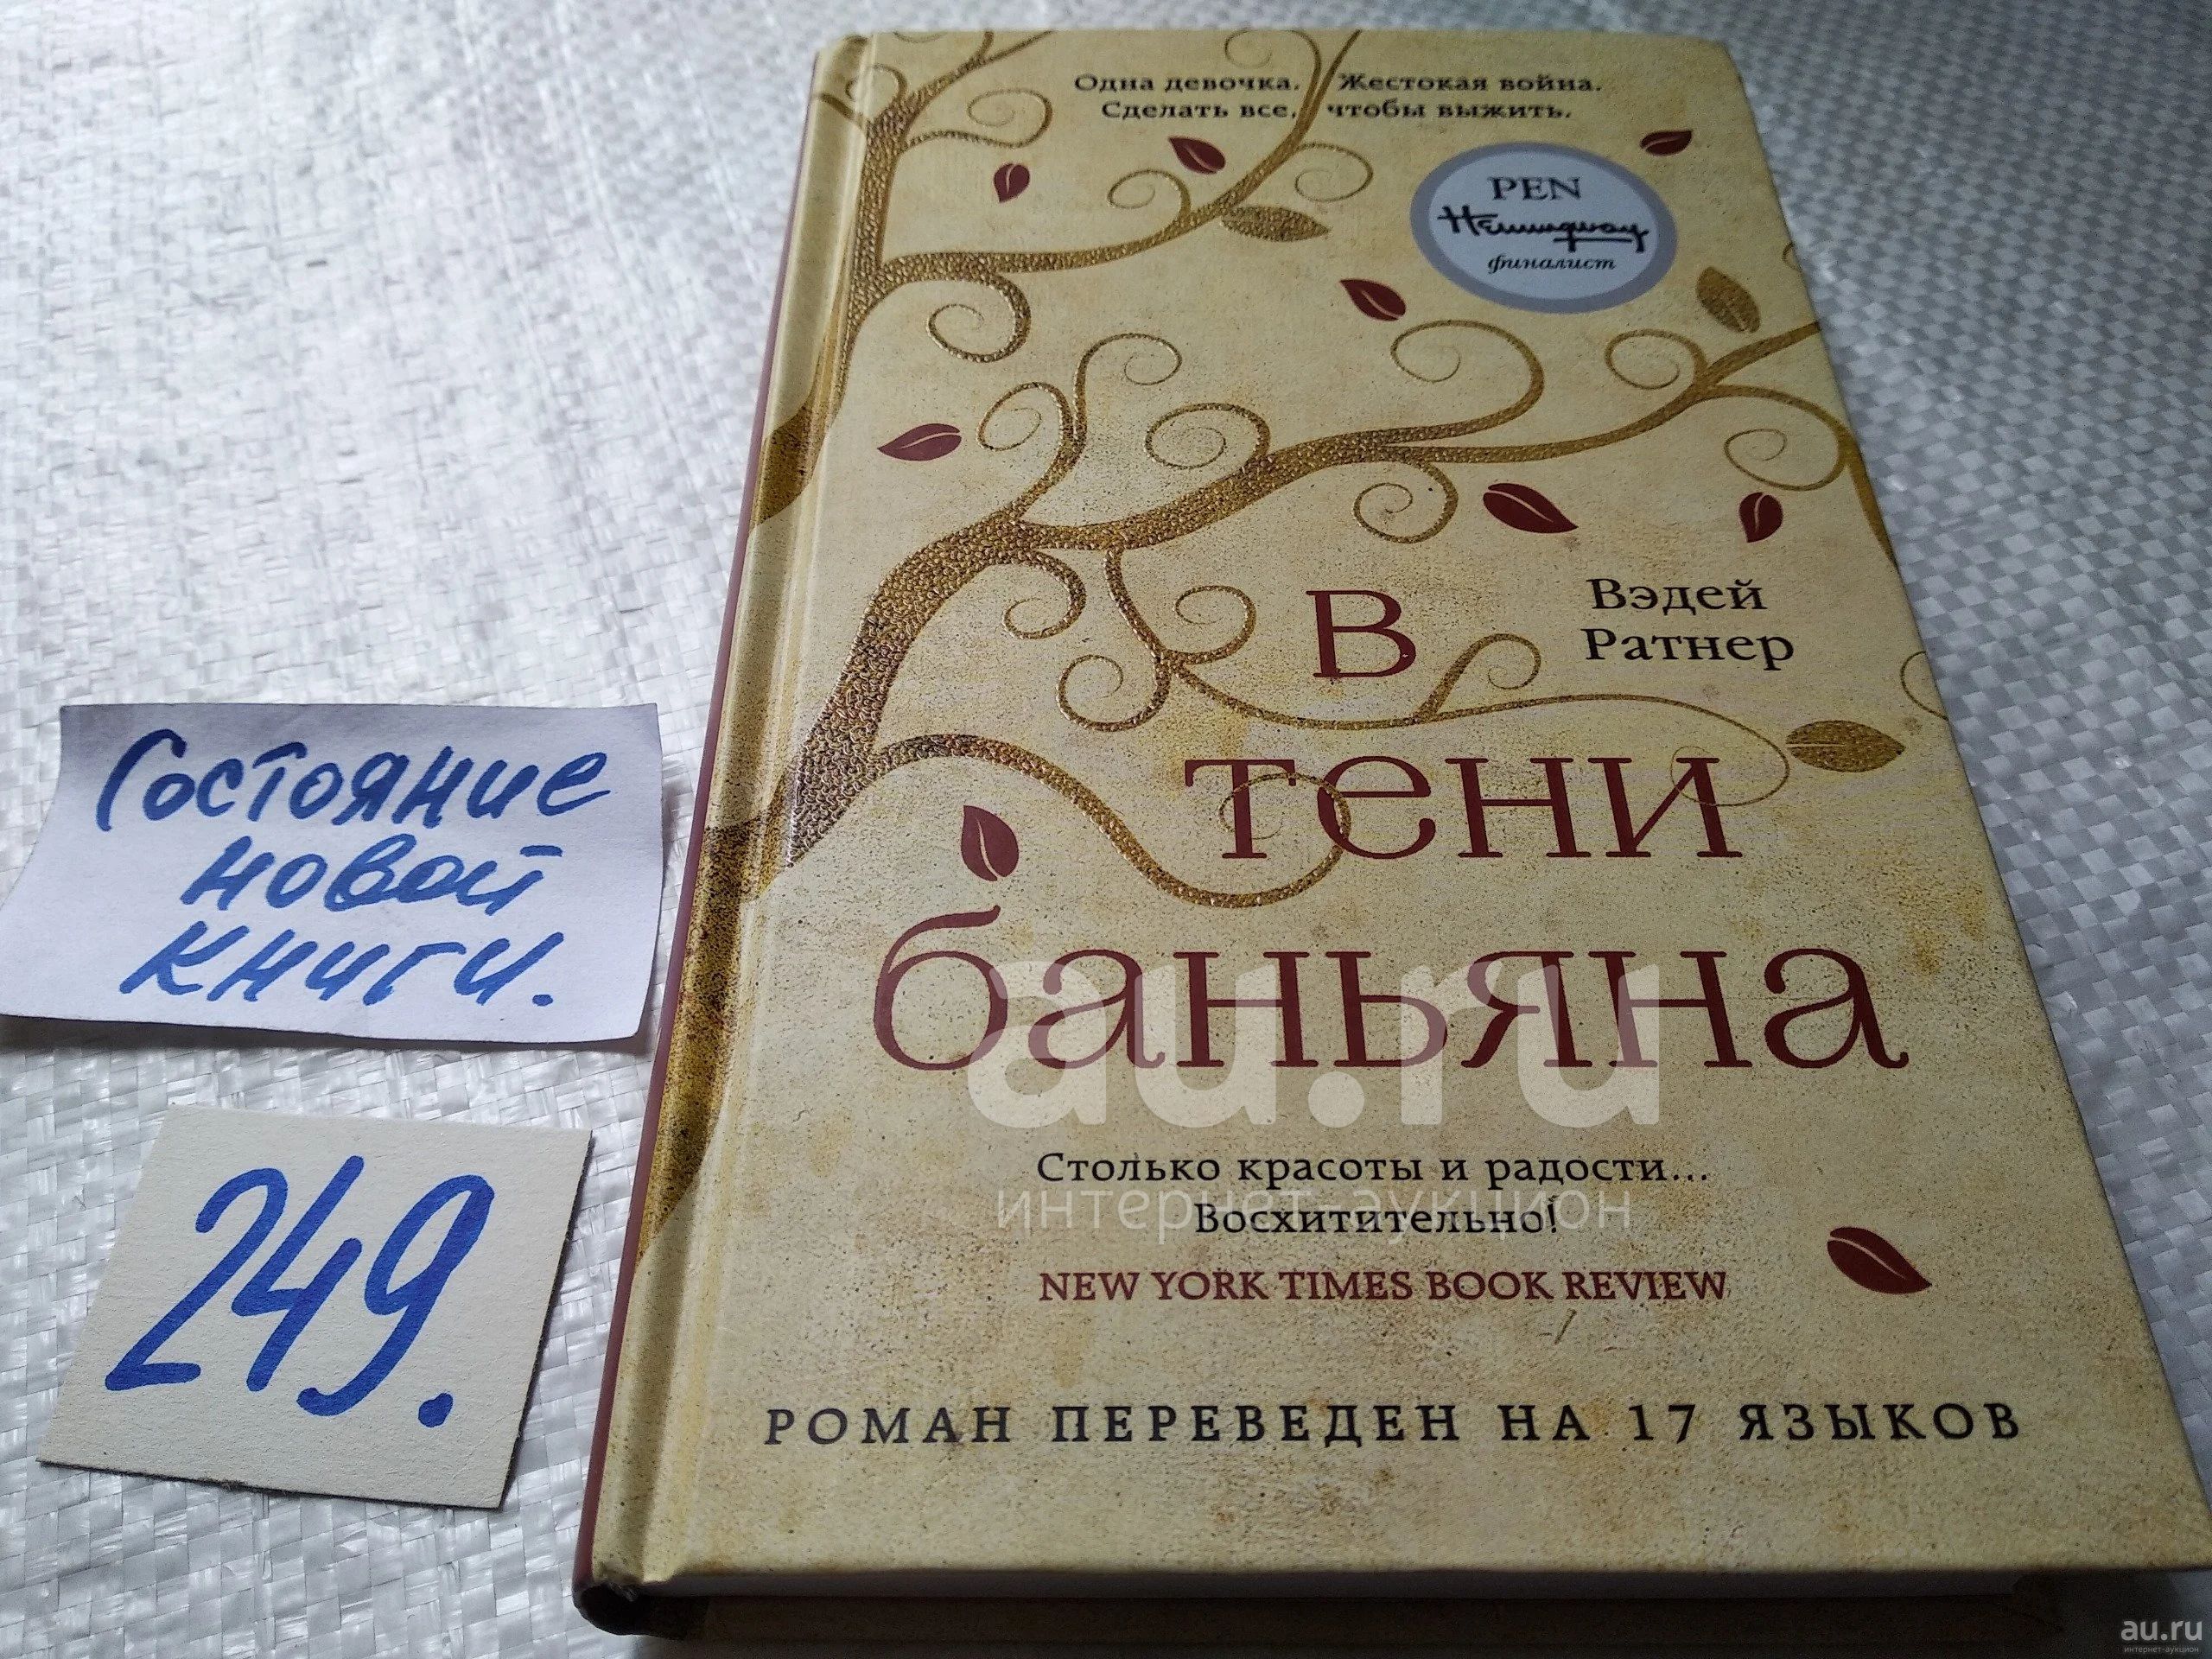 Одна девочка. Жестокая война.
Сделать все, чтобы выжить.
PEN
Hemingway
финалист
Вэдей
Ратнер
В
тени
баньяна
Столько красоты и радости...
Восхитительно!
NEW YORK TIMES BOOK REVIEW
РОМАН ПЕРЕВЕДЕН НА 17 ЯЗЫКОВ
Состояние
новой
книги.
249.
au.ru
интернет-аукцион
au.ru
интернет-аукцион